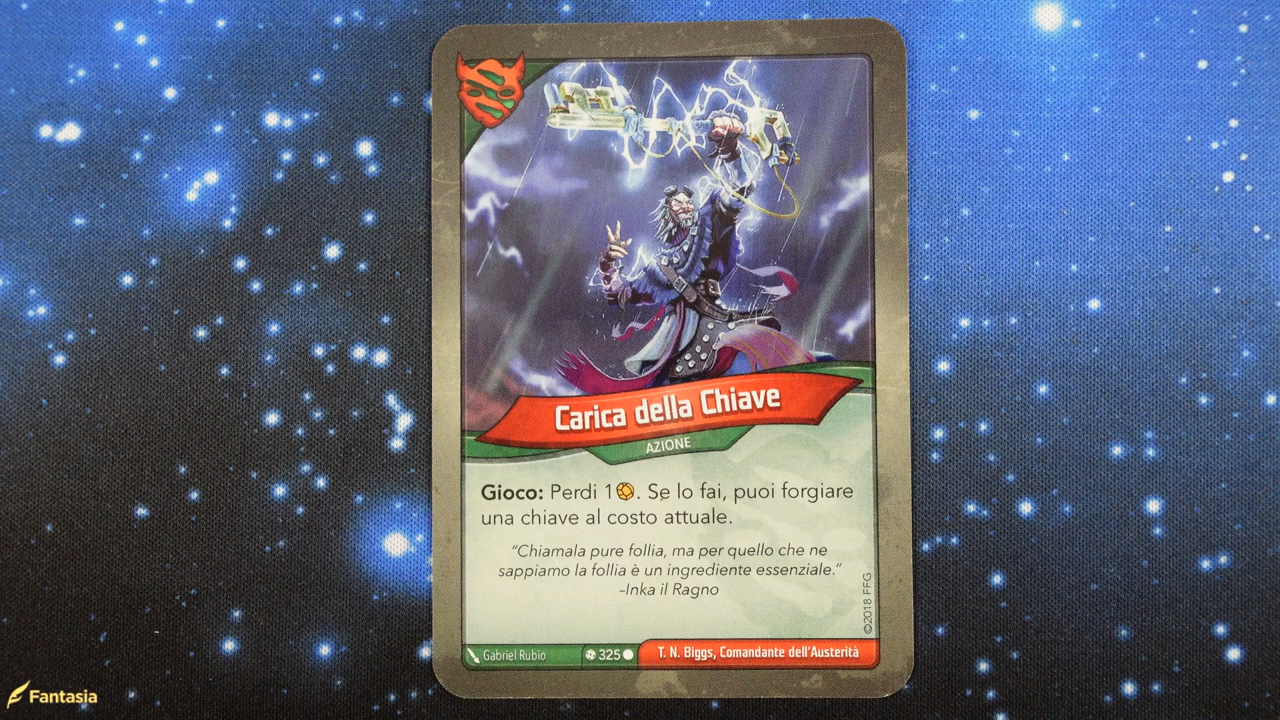 Carica della Chiave
AZIONE
Gioco: Perdi 1. Se lo fai, puoi forgiare
una chiave al costo attuale.
“Chiamala pure follia, ma per quello che ne
sappiamo la follia è un ingrediente essenziale.”
–Inka il Ragno
©2018 FFG
Gabriel Rubio
325
T. N. Biggs, Comandante dell'Austerità
Fantasia